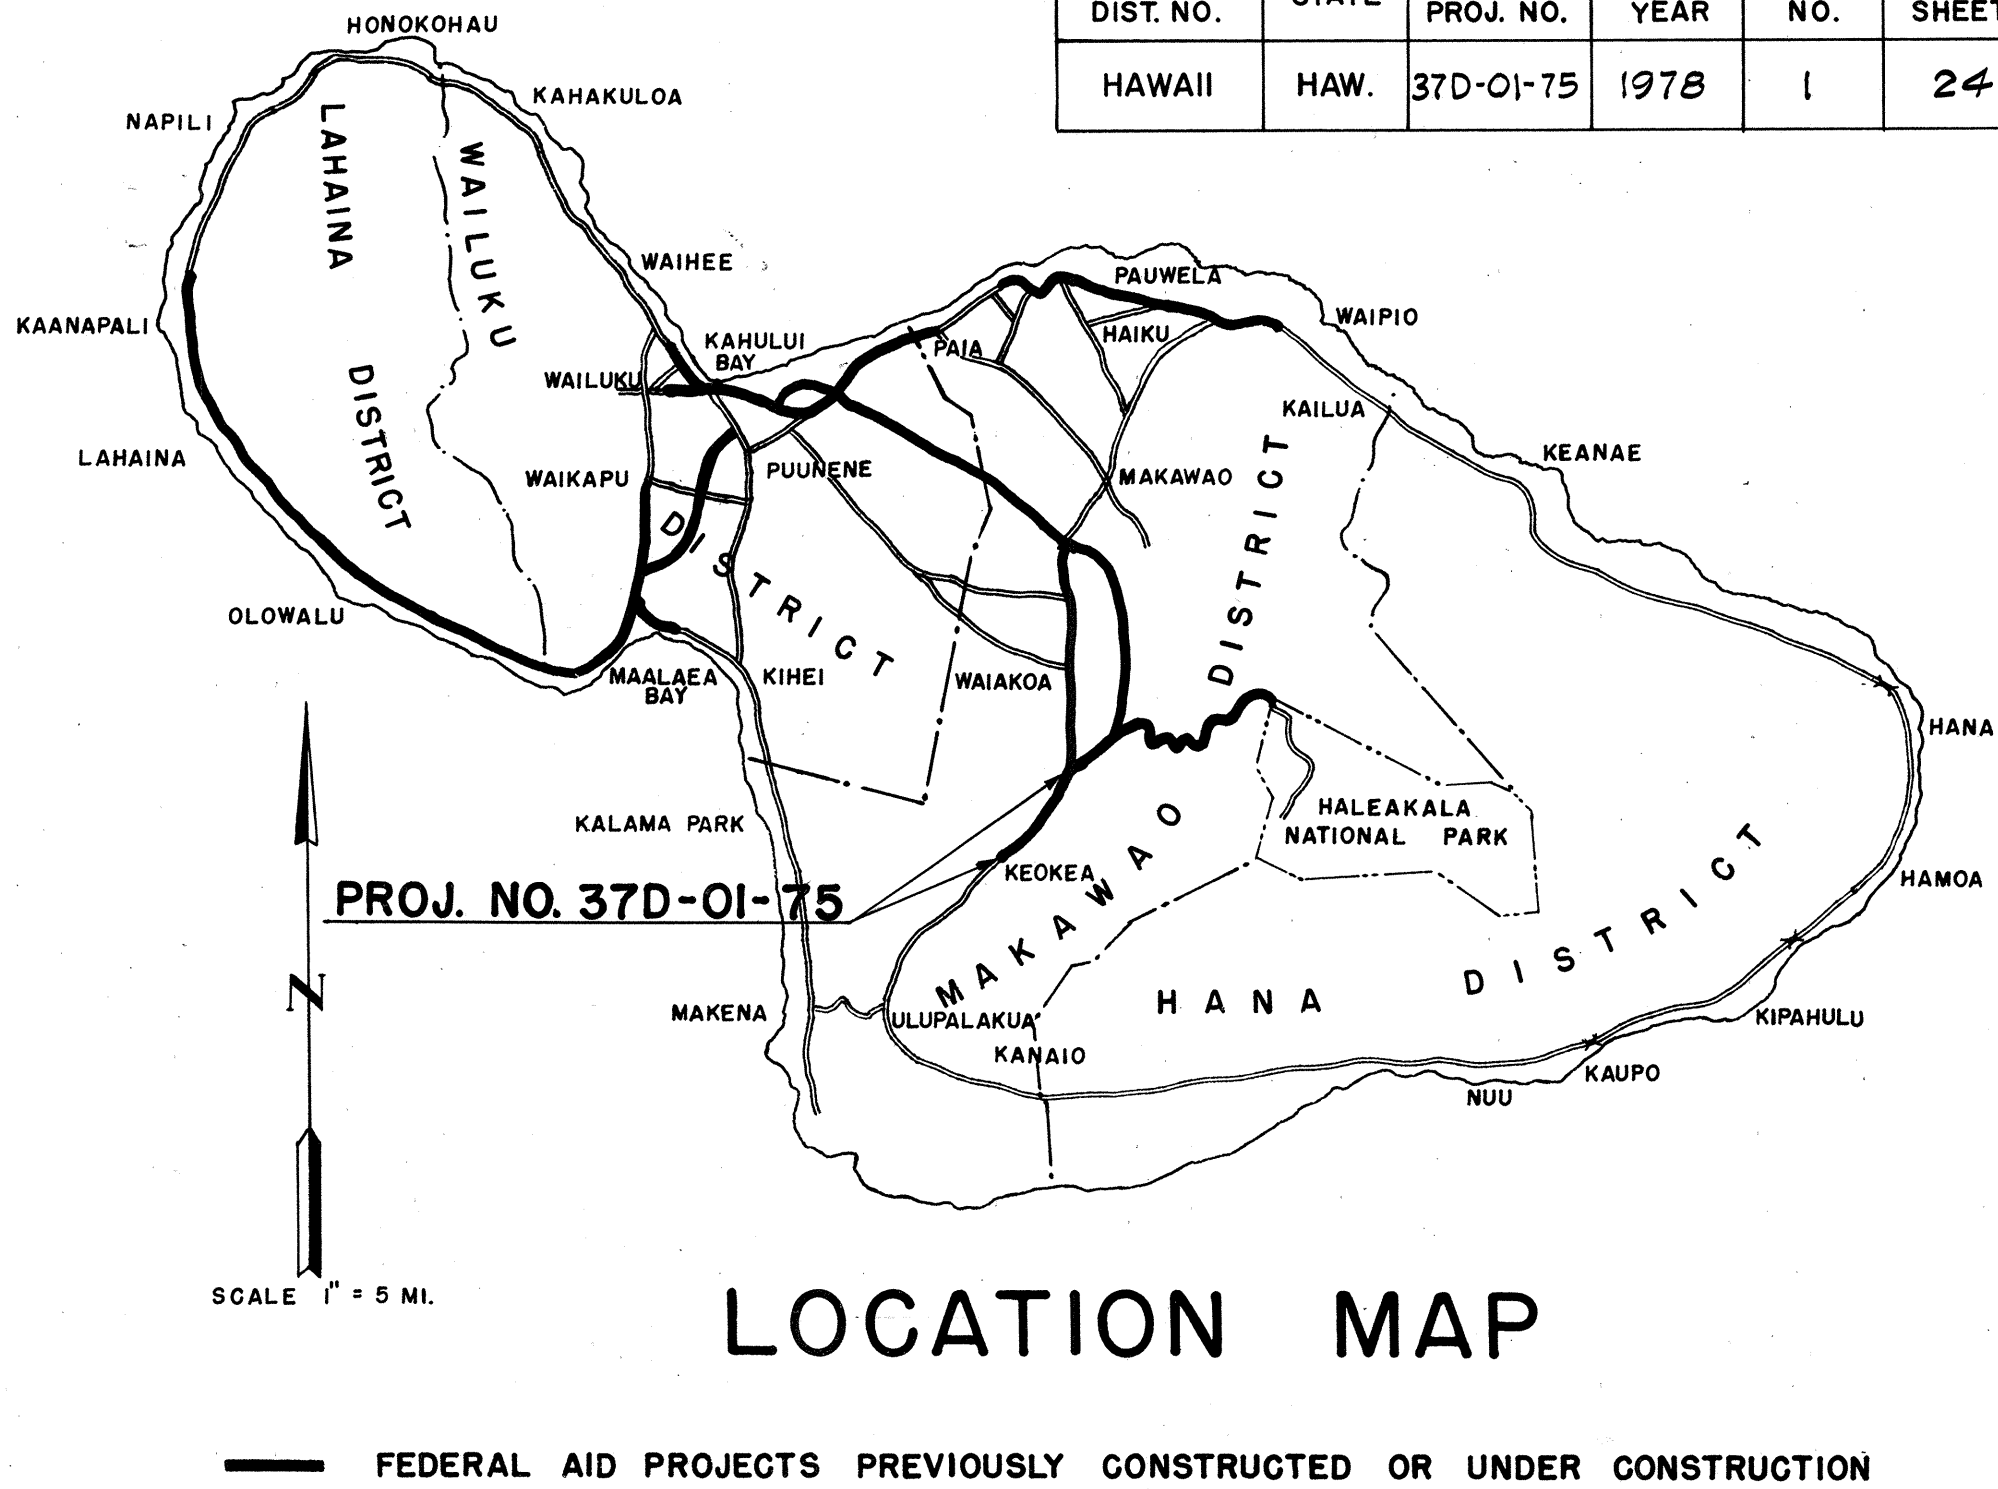 DIST. NO. STATE PROJ. NO. YEAR NO. SHEET
HAWAII HAW. 37D-01-75 1978 1 24
HONOKOHAU
KAHAKULOA
NAPILI
LAHAINA
DISTRICT
WAILUKU
DISTRICT
WAIHEE
KAANAPALI
KAHULUI
BAY
WAILUKU
PAUWELA
WAIPIO
HAIKU
PAIA
KAILUA
KEANAE
LAHAINA
WAIKAPU
PUUNENE
MAKAWAO
OLOWALU
MAALAEA
BAY
KIHEI
WAIAKOA
MAKAWAO
DISTRICT
HANA
HALEAKALA
NATIONAL PARK
KALAMA PARK
KEOKEA
HAMOA
PROJ. NO. 37D-01-75
N
HANA
DISTRICT
MAKENA
ULUPALAKUA
KANAIO
KIPAHULU
KAUPO
NUU
SCALE 1" = 5 MI.
LOCATION MAP
FEDERAL AID PROJECTS PREVIOUSLY CONSTRUCTED OR UNDER CONSTRUCTION